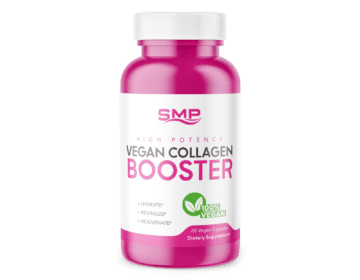 SMP
HIGH POTENCY
VEGAN COLLAGEN
BOOSTER
• HYDRATE*
• REVITALIZE*
• REJUVENATE*
100%
VEGAN
60 Vegan Capsules
Dietary Supplement